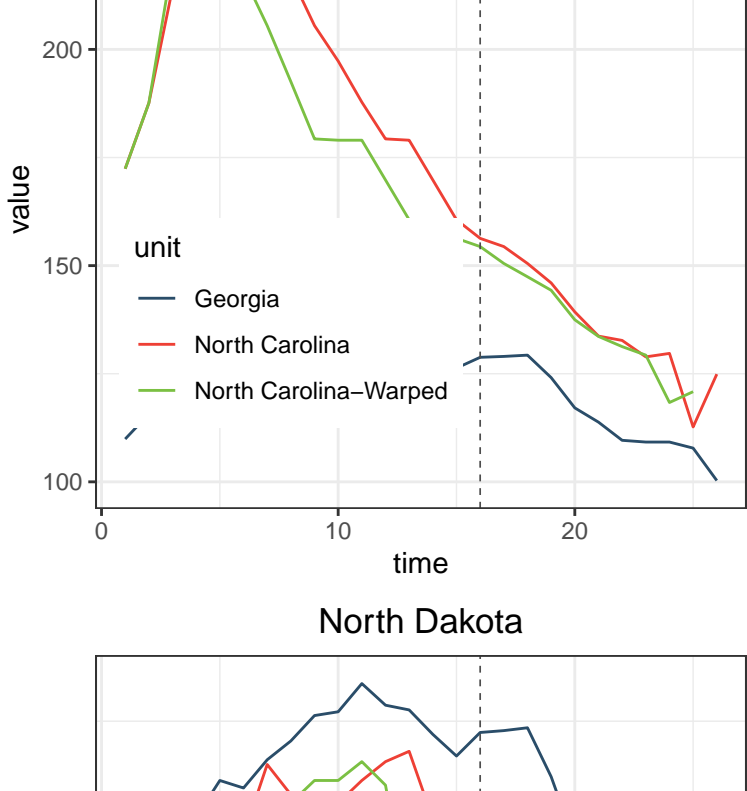 200
150
100
value
unit
Georgia
North Carolina
North Carolina−Warped
0 10 20
time
North Dakota